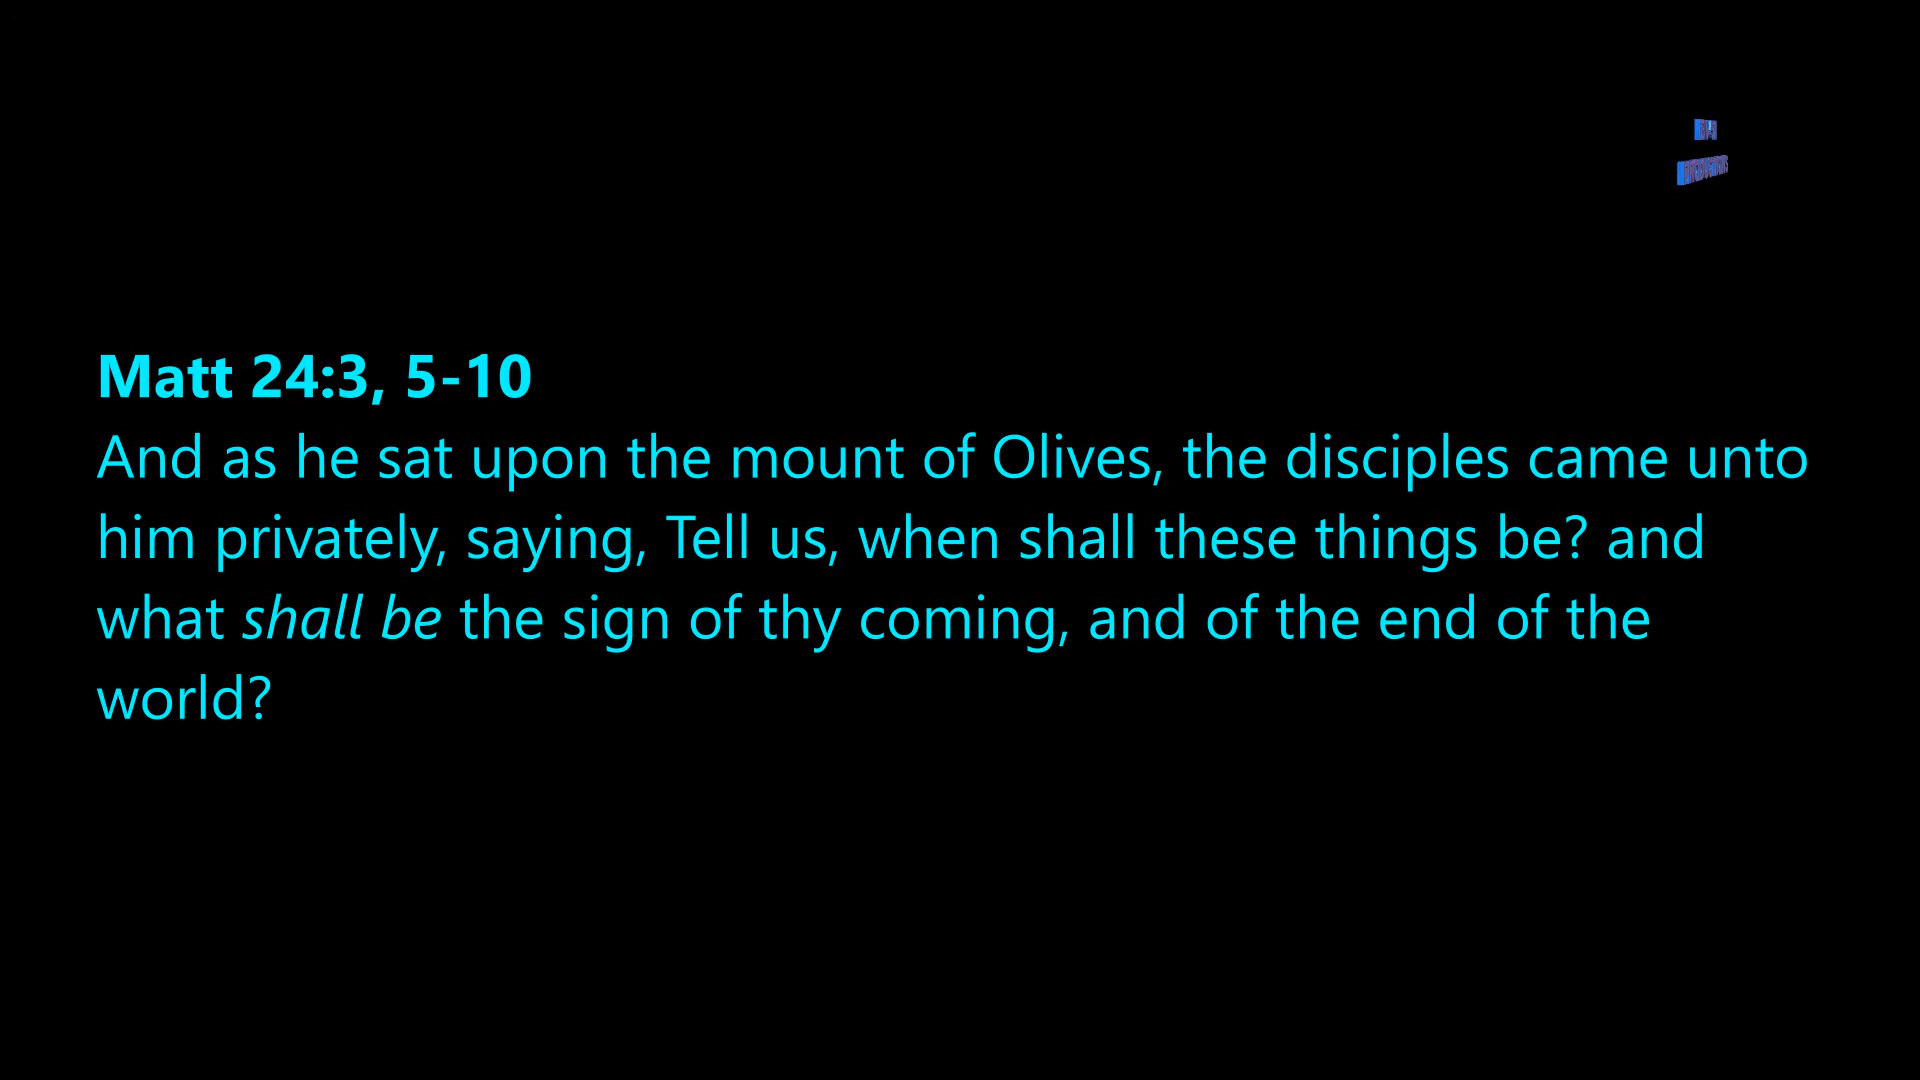 Matt 24:3, 5-10
And as he sat upon the mount of Olives, the disciples came unto
him privately, saying, Tell us, when shall these things be? and
what shall be the sign of thy coming, and of the end of the
world?